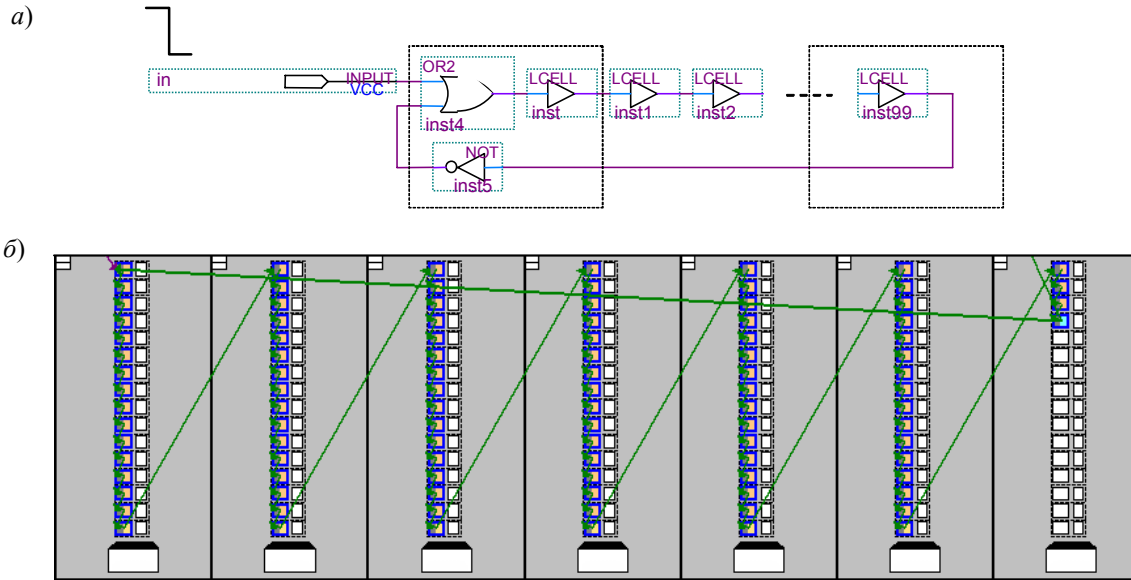 а)
in
INPUT
VCC
OR2
inst4
LCELL
inst
LCELL
inst1
LCELL
inst2
LCELL
inst99
NOT
inst5
б)